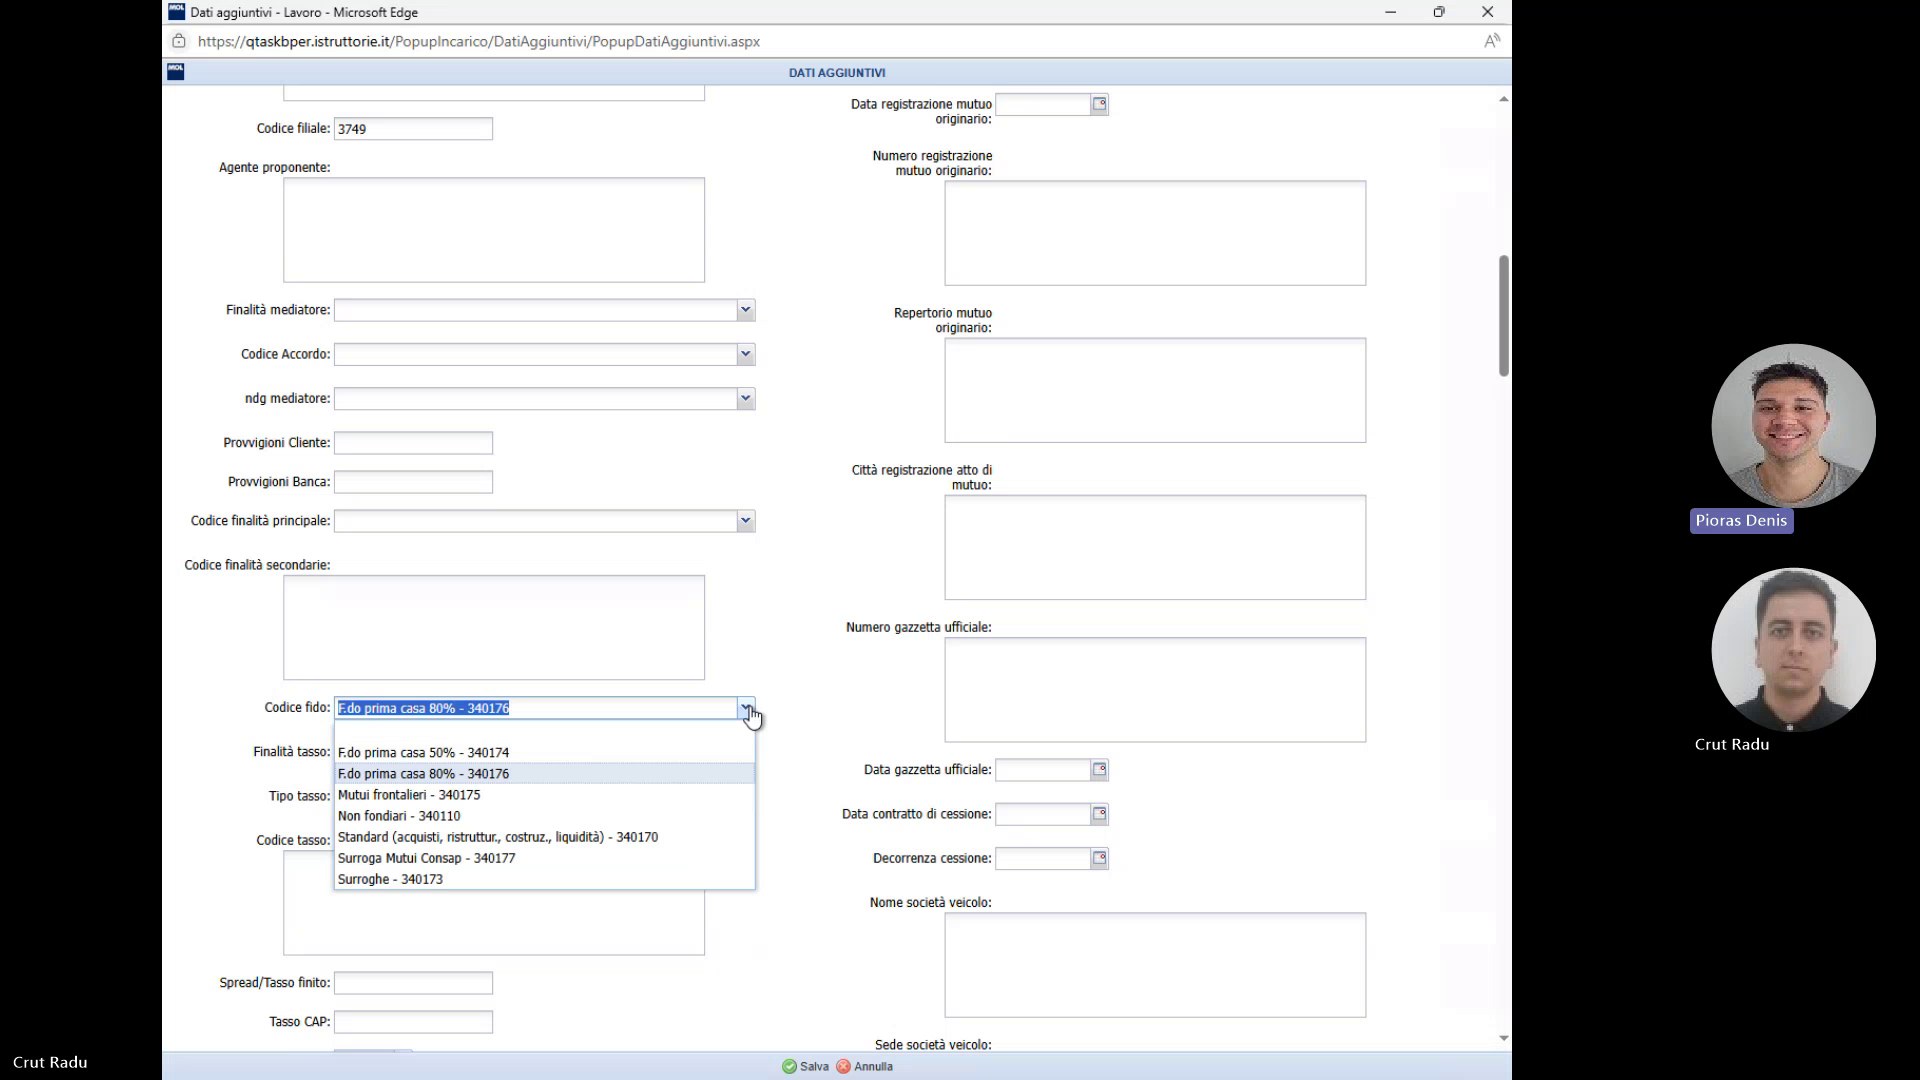 MOL Dati aggiuntivi - Lavoro - Microsoft Edge
https://qtaskbper.istruttorie.it/PopupIncarico/DatiAggiuntivi/PopupDatiAggiuntivi.aspx
MOL DATI AGGIUNTIVI
Codice filiale: 3749
Agente proponente:
Finalità mediatore:
Codice Accordo:
ndg mediatore:
Provvigioni Cliente:
Provvigioni Banca:
Codice finalità principale:
Codice finalità secondarie:
Codice fido: F.do prima casa 80% - 340176
F.do prima casa 50% - 340174
F.do prima casa 80% - 340176
Mutui frontalieri - 340175
Non fondiari - 340110
Standard (acquisti, ristruttur., costruz., liquidità) - 340170
Surroga Mutui Consap - 340177
Surroghe - 340173
Finalità tasso:
Tipo tasso:
Codice tasso:
Spread/Tasso finito:
Tasso CAP:
Data registrazione mutuo
originario:
Numero registrazione
mutuo originario:
Repertorio mutuo
originario:
Città registrazione atto di
mutuo:
Numero gazzetta ufficiale:
Data gazzetta ufficiale:
Data contratto di cessione:
Decorrenza cessione:
Nome società veicolo:
Sede società veicolo:
Salva Annulla
Pioras Denis
Crut Radu
Crut Radu